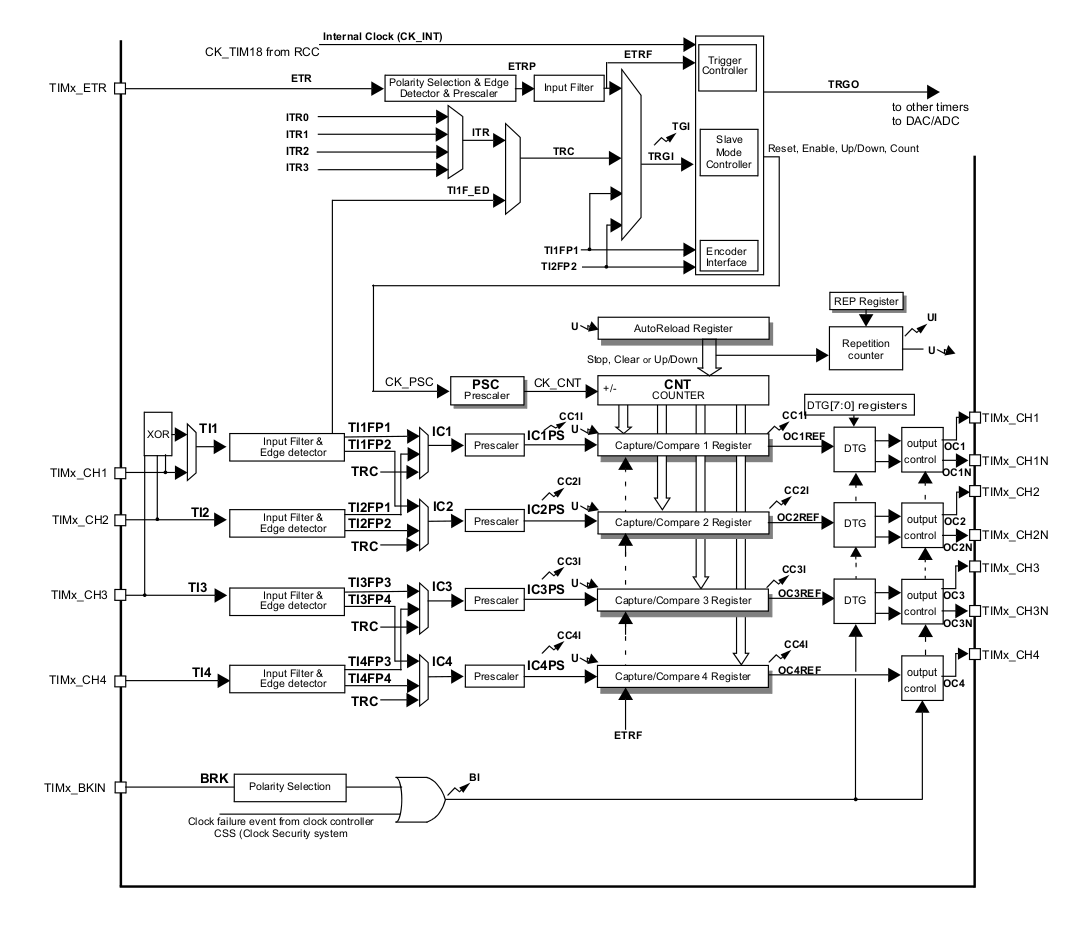 Internal Clock (CK_INT)
CK_TIM18 from RCC
ETRF
Trigger
Controller
TIMx_ETR
ETR
Polarity Selection & Edge
Detector & Prescaler
ETRP
Input Filter
TRGO
to other timers
to DAC/ADC
ITR0
ITR1
ITR2
ITR3
ITR
TRC
TI1F_ED
TGI
TRGI
Slave
Mode
Controller
Reset, Enable, Up/Down, Count
TI1FP1
TI2FP2
Encoder
Interface
REP Register
UI
U
AutoReload Register
Repetition
counter
U
Stop, Clear or Up/Down
CK_PSC
PSC
Prescaler
CK_CNT
+/-
CNT
COUNTER
DTG[7:0] registers
XOR
TI1
Input Filter &
Edge detector
TI1FP1
TI1FP2
TRC
IC1
Prescaler
IC1PS
CC1I
U
Capture/Compare 1 Register
CC1I
OC1REF
DTG
output
control
OC1
OC1N
TIMx_CH1
TIMx_CH1N
TIMx_CH1
TIMx_CH2
TI2
Input Filter &
Edge detector
TI2FP1
TI2FP2
TRC
IC2
Prescaler
IC2PS
CC2I
U
Capture/Compare 2 Register
CC2I
OC2REF
DTG
output
control
OC2
OC2N
TIMx_CH2
TIMx_CH2N
TIMx_CH3
TI3
Input Filter &
Edge detector
TI3FP3
TI3FP4
TRC
IC3
Prescaler
IC3PS
CC3I
U
Capture/Compare 3 Register
CC3I
OC3REF
DTG
output
control
OC3
OC3N
TIMx_CH3
TIMx_CH3N
TIMx_CH4
TI4
Input Filter &
Edge detector
TI4FP3
TI4FP4
TRC
IC4
Prescaler
IC4PS
CC4I
U
Capture/Compare 4 Register
CC4I
OC4REF
output
control
OC4
TIMx_CH4
ETRF
TIMx_BKIN
BRK
Polarity Selection
BI
Clock failure event from clock controller
CSS (Clock Security system